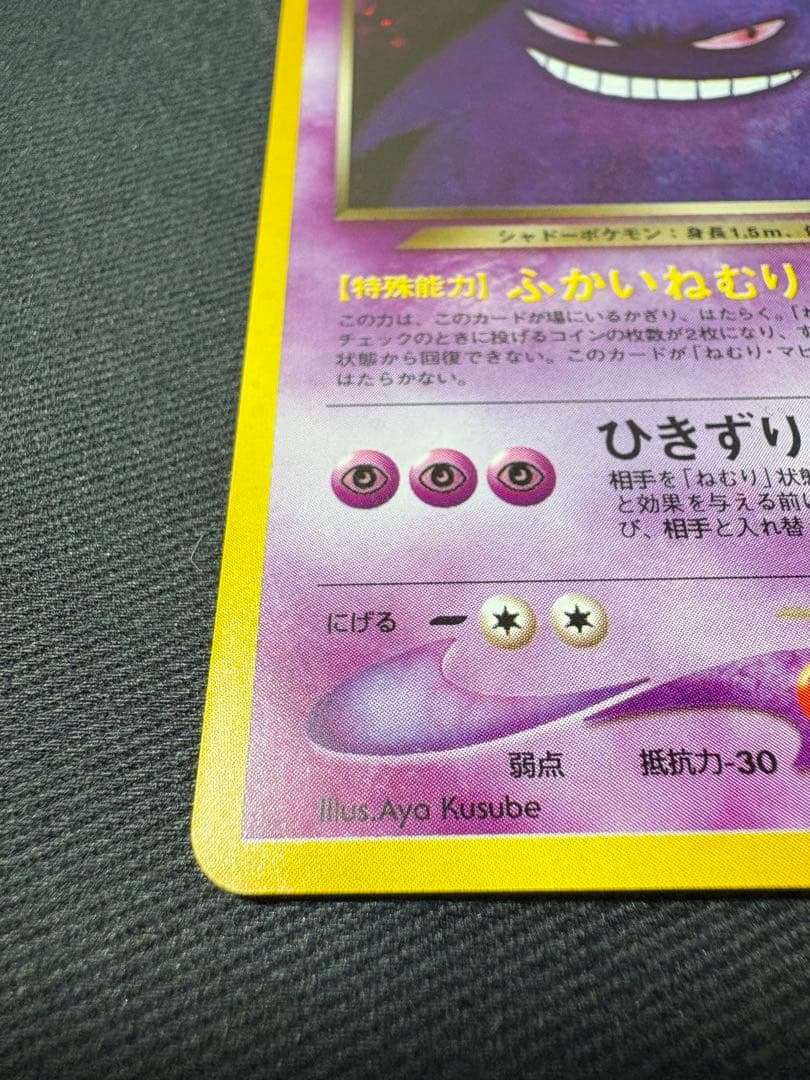 シャドーポケモン：身長1.5m、
【特殊能力】 ふかいねむり
この力は、このカードが場にいるかぎり、はたらく。「ね
チェックのときに投げるコインの枚数が2枚になり、す
状態から回復できない。このカードが「ねむり・マヒ
はたらかない。
ひきずり
相手を「ねむり」状態
と効果を与える前に
び、相手と入れ替
にげる
弱点 抵抗力-30
Illus.Aya Kusube